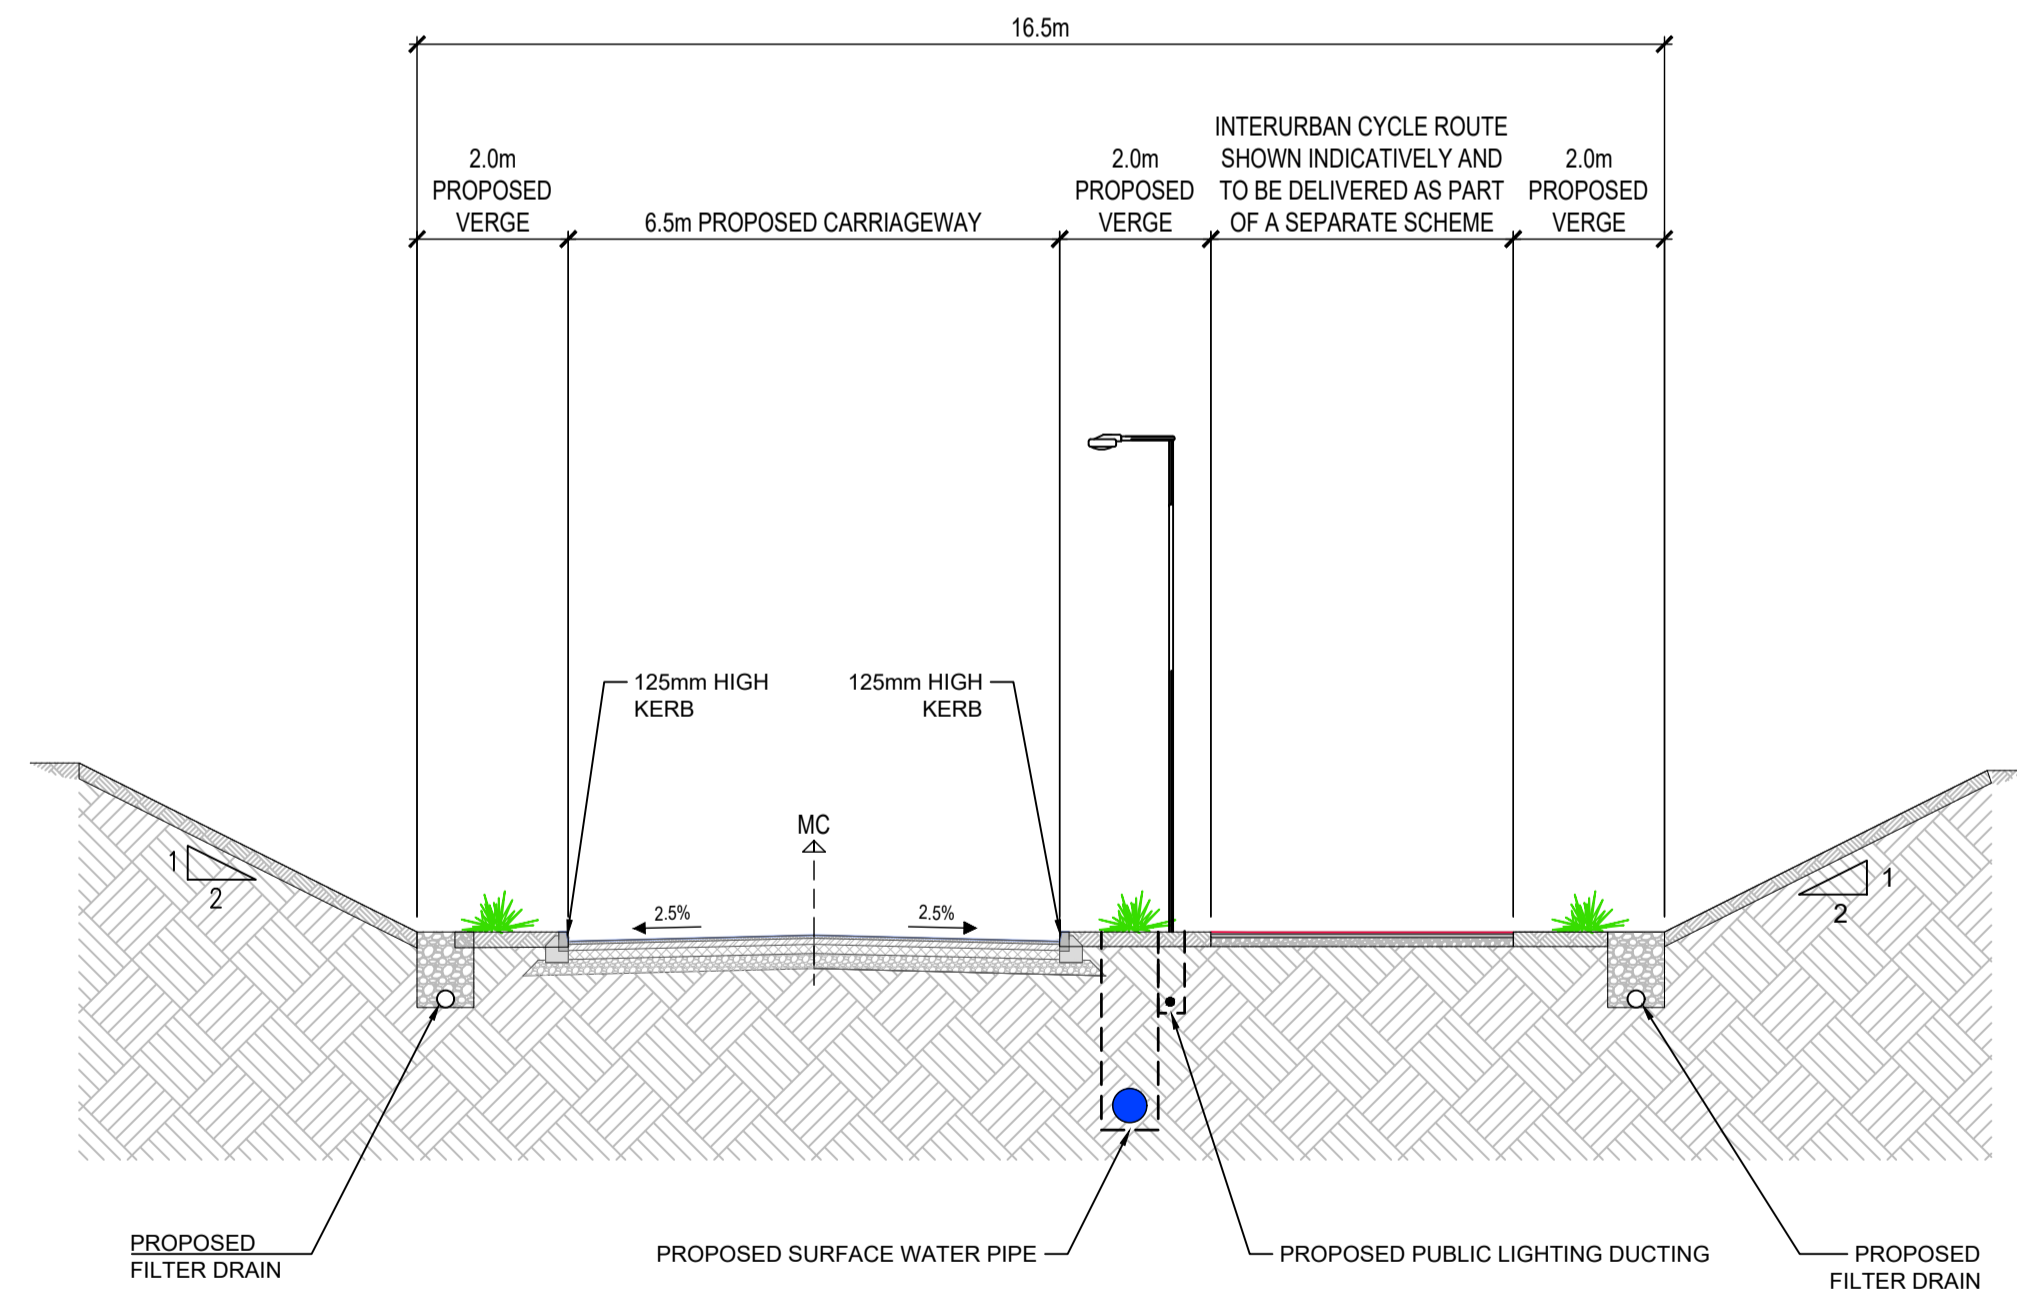 16.5m
2.0m
PROPOSED
VERGE
6.5m PROPOSED CARRIAGEWAY
2.0m
PROPOSED
VERGE
INTERURBAN CYCLE ROUTE
SHOWN INDICATIVELY AND
TO BE DELIVERED AS PART
OF A SEPARATE SCHEME
2.0m
PROPOSED
VERGE
125mm HIGH
KERB
125mm HIGH
KERB
MC
1
2
2.5%
2.5%
1
2
PROPOSED
FILTER DRAIN
PROPOSED SURFACE WATER PIPE
PROPOSED PUBLIC LIGHTING DUCTING
PROPOSED
FILTER DRAIN